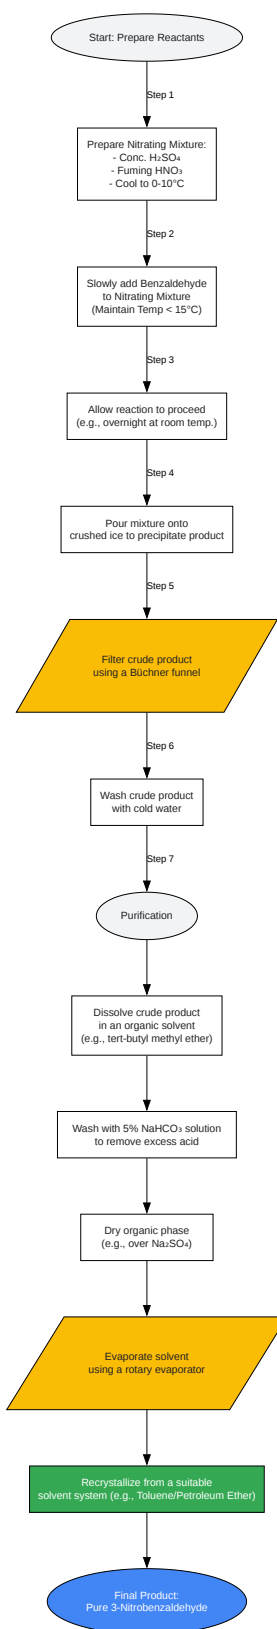 Start: Prepare Reactants
Step 1
Prepare Nitrating Mixture:
- Conc. H₂SO₄
- Fuming HNO₃
- Cool to 0-10°C
Step 2
Slowly add Benzaldehyde
to Nitrating Mixture
(Maintain Temp < 15°C)
Step 3
Allow reaction to proceed
(e.g., overnight at room temp.)
Step 4
Pour mixture onto
crushed ice to precipitate product
Step 5
Filter crude product
using a Büchner funnel
Step 6
Wash crude product
with cold water
Step 7
Purification
Dissolve crude product
in an organic solvent
(e.g., tert-butyl methyl ether)
Wash with 5% NaHCO₃ solution
to remove excess acid
Dry organic phase
(e.g., over Na₂SO₄)
Evaporate solvent
using a rotary evaporator
Recrystallize from a suitable
solvent system (e.g., Toluene/Petroleum Ether)
Final Product:
Pure 3-Nitrobenzaldehyde